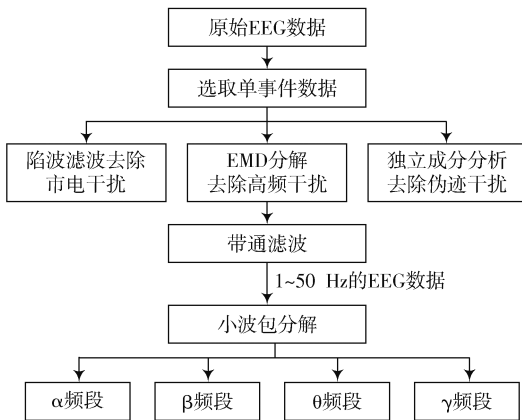 原始EEG数据
选取单事件数据
陷波滤波去除
市电干扰
EMD分解
去除高频干扰
独立成分分析
去除伪迹干扰
带通滤波
1~50 Hz的EEG数据
小波包分解
α频段
β频段
θ频段
γ频段